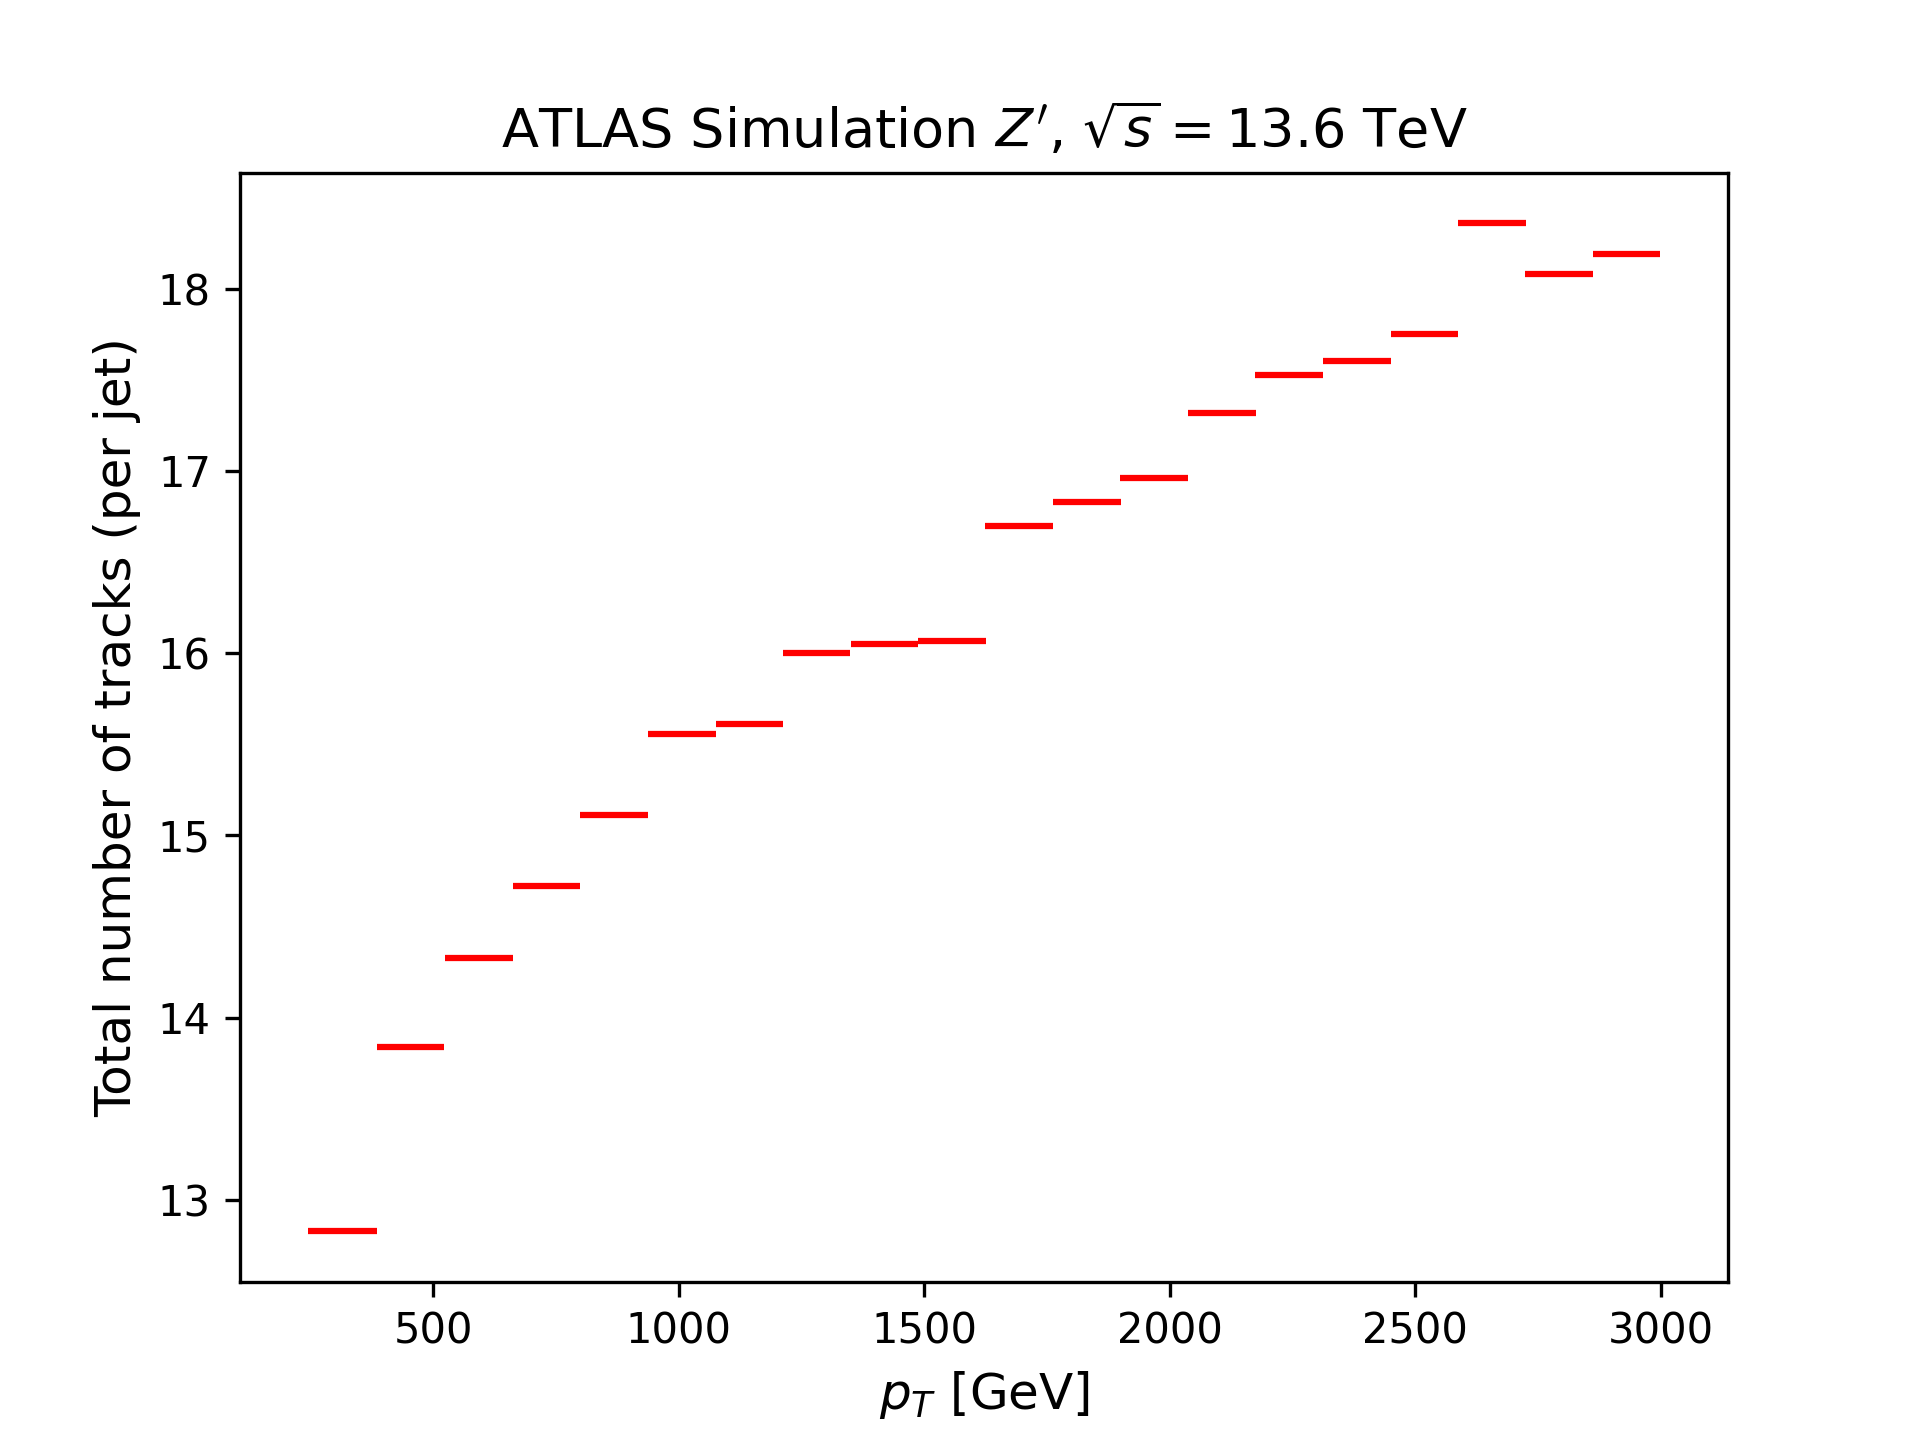 ATLAS Simulation Z′, √s = 13.6 TeV
Total number of tracks (per jet)
18
17
16
15
14
13
500 1000 1500 2000 2500 3000
p_T [GeV]